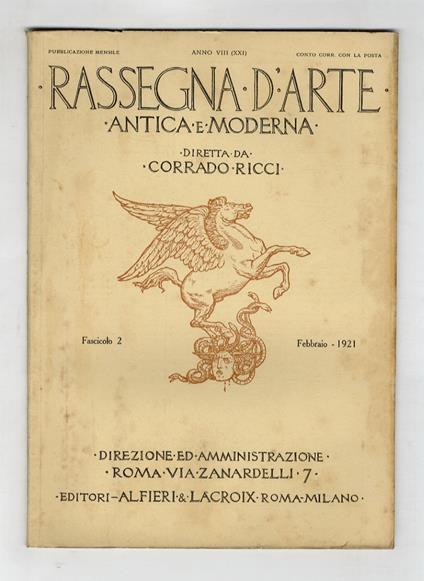 PUBBLICAZIONE MENSILE ANNO VIII (XXI) CONTO CORR. CON LA POSTA
·RASSEGNA·D'ARTE·
·ANTICA·E·MODERNA·
·DIRETTA·DA·
·CORRADO·RICCI·
Fascicolo 2 Febbraio - 1921
·DIREZIONE·ED·AMMINISTRAZIONE·
·ROMA·VIA·ZANARDELLI·7·
·EDITORI–ALFIERI·&·LACROIX·ROMA-MILANO·